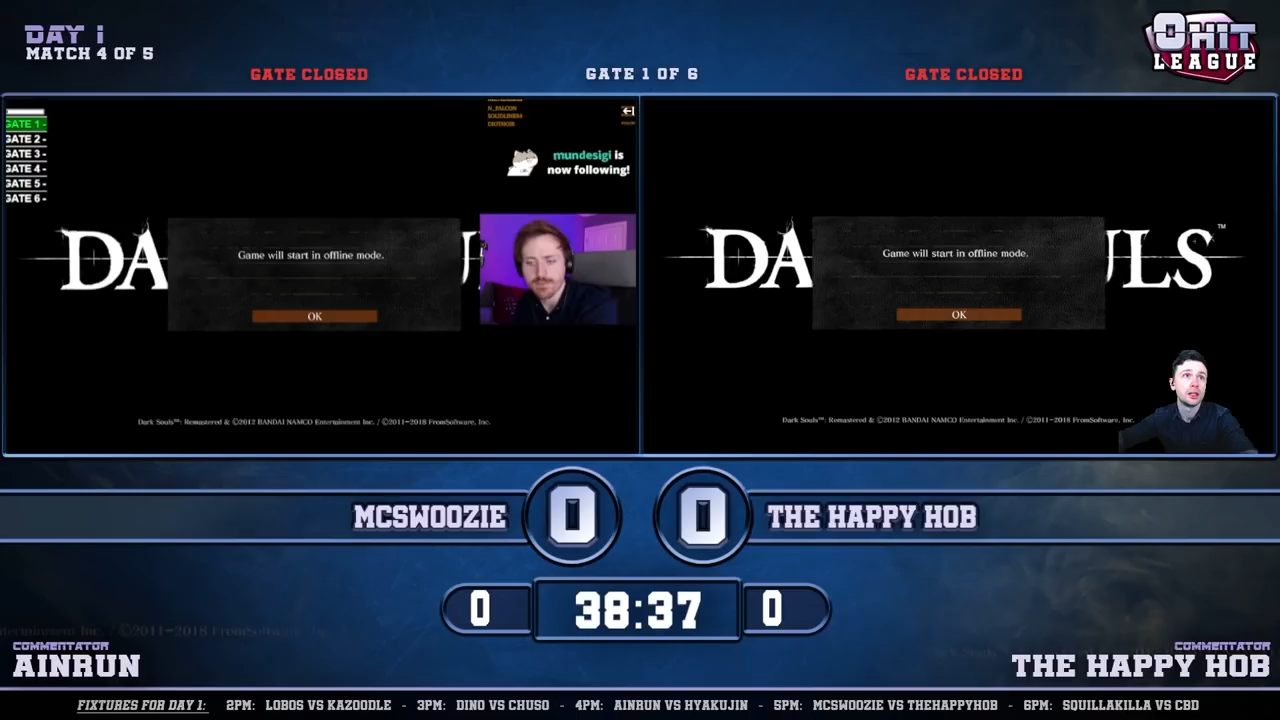 DAY 1
MATCH 4 OF 5
0HIT
LEAGUE
GATE CLOSED
GATE 1 OF 6
GATE CLOSED
GATE 1 -
GATE 2 -
GATE 3 -
GATE 4 -
GATE 5 -
GATE 6 -
N_FALCON
mundesigi is
now following!
DA
Game will start in offline mode.
OK
Dark Souls™: Remastered & ©2012 BANDAI NAMCO Entertainment Inc. / ©2011-2018 FromSoftware, Inc.
DA ULS™
Game will start in offline mode.
OK
Dark Souls™: Remastered & ©2012 BANDAI NAMCO Entertainment Inc. / ©2011-2018 FromSoftware, Inc.
MCSWOOZIE 0 0 THE HAPPY HOB
0 38:37 0
COMMENTATOR
AINRUN
COMMENTATOR
THE HAPPY HOB
FIXTURES FOR DAY 1: 2PM: LOBOS VS KAZOODLE - 3PM: DINO VS CHUSO - 4PM: AINRUN VS HYAKUJIN - 5PM: MCSWOOZIE VS THEHAPPYHOB - 6PM: SQUILLAKILLA VS CBD